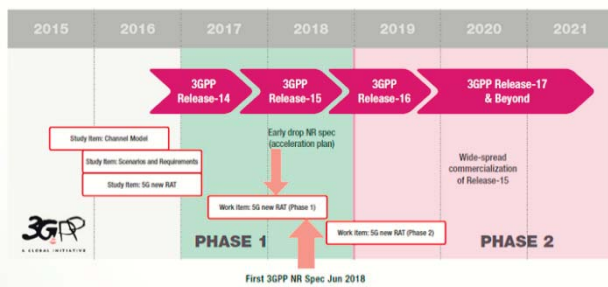 2015 2016 2017 2018 2019 2020 2021
3GPP
Release-14
3GPP
Release-15
3GPP
Release-16
3GPP Release-17
& Beyond
Study Item: Channel Model
Study Item: Scenarios and Requirements
Study Item: 5G new RAT
Early drop NR spec
(acceleration plan)
Wide-spread
commercialization
of Release-15
Work item: 5G new RAT (Phase 1)
Work item: 5G new RAT (Phase 2)
3GPP
A GLOBAL INITIATIVE
PHASE 1
PHASE 2
First 3GPP NR Spec Jun 2018